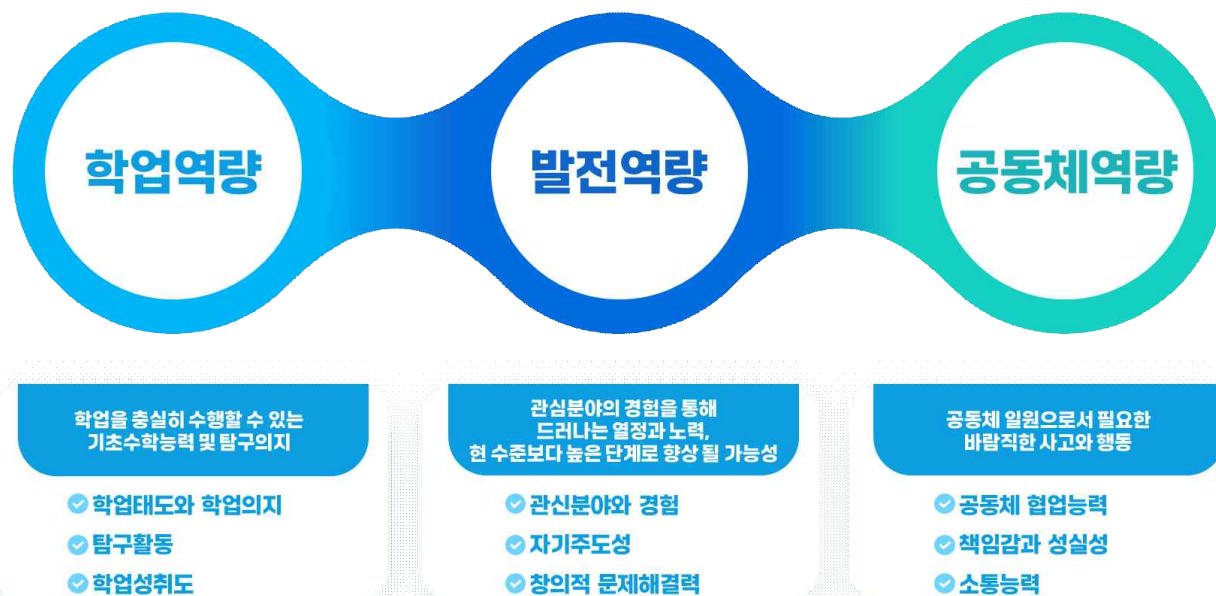 학업역량
발전역량
공동체역량
학업을 충실히 수행할 수 있는
기초수학능력 및 탐구의지
학업태도와 학업의지
탐구활동
학업성취도
관심분야의 경험을 통해
드러나는 열정과 노력,
현 수준보다 높은 단계로 향상 될 가능성
관신분야와 경험
자기주도성
창의적 문제해결력
공동체 일원으로서 필요한
바람직한 사고와 행동
공동체 협업능력
책임감과 성실성
소통능력